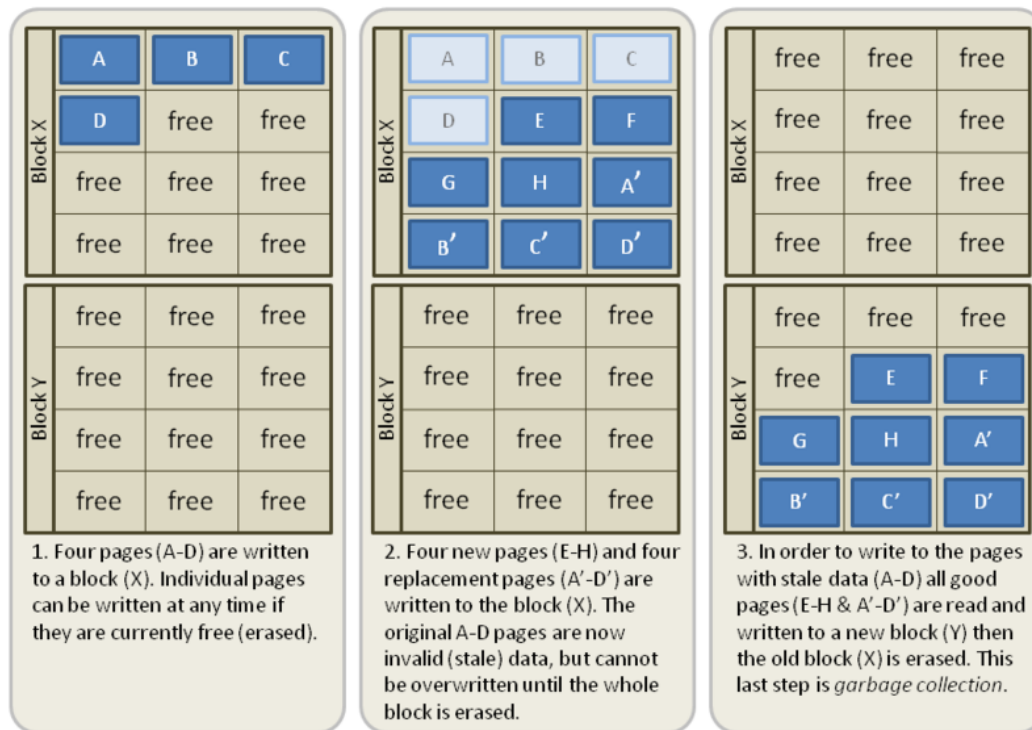 Block X
A B C
D free free
free free free
free free free
Block Y
free free free
free free free
free free free
free free free
1. Four pages (A-D) are written
to a block (X). Individual pages
can be written at any time if
they are currently free (erased).
Block X
A B C
D E F
G H A′
B′ C′ D′
Block Y
free free free
free free free
free free free
free free free
2. Four new pages (E-H) and four
replacement pages (A′-D′) are
written to the block (X). The
original A-D pages are now
invalid (stale) data, but cannot
be overwritten until the whole
block is erased.
Block X
free free free
free free free
free free free
free free free
Block Y
free free free
free E F
G H A′
B′ C′ D′
3. In order to write to the pages
with stale data (A-D) all good
pages (E-H & A′-D′) are read and
written to a new block (Y) then
the old block (X) is erased. This
last step is garbage collection.